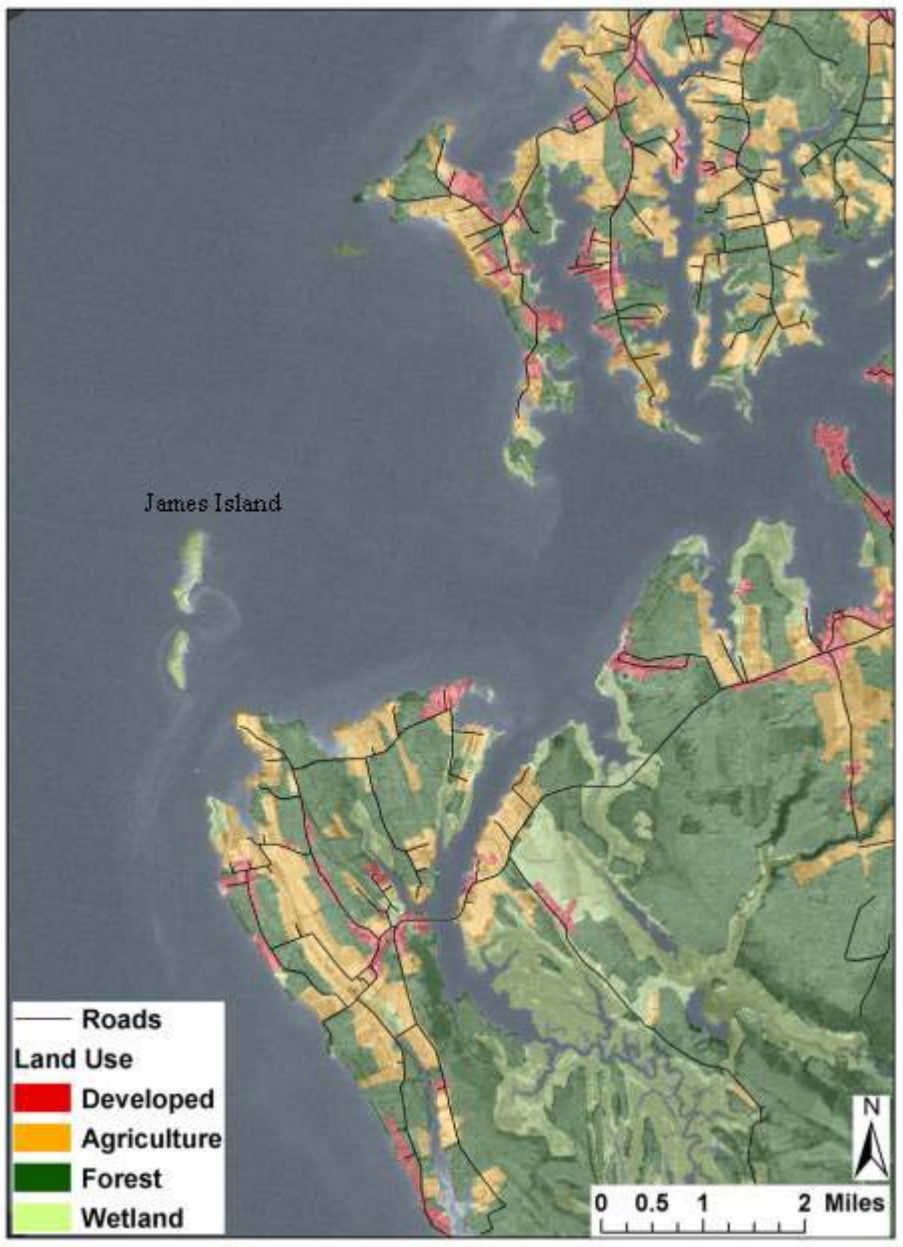 James Island
Roads
Land Use
Developed
Agriculture
Forest
Wetland
N
0 0.5 1 2 Miles